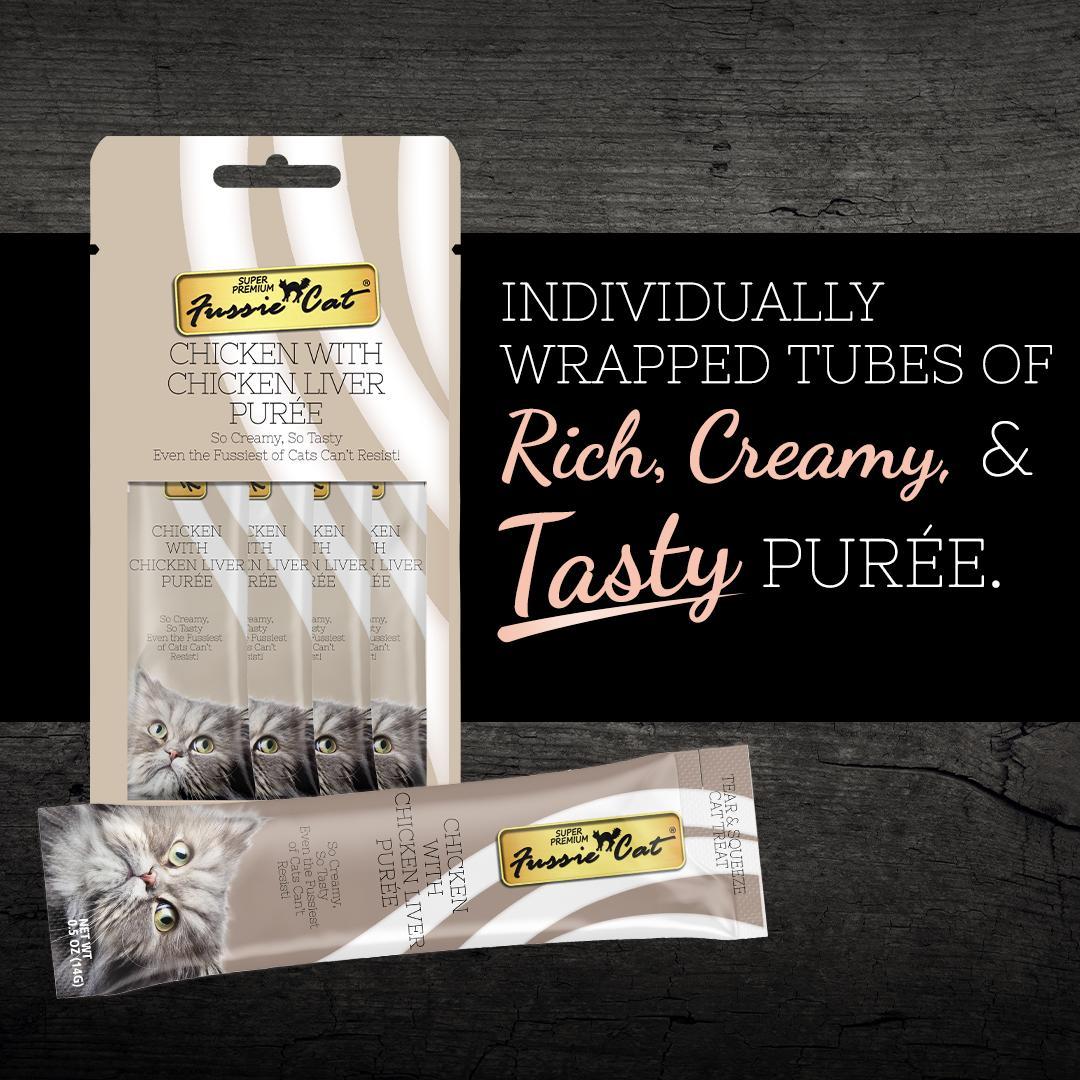 SUPER
PREMIUM
Fussie Cat®
CHICKEN WITH
CHICKEN LIVER
PURÉE
So Creamy, So Tasty
Even the Fussiest of Cats Can't Resist!
CHICKEN
WITH
CHICKEN LIVER
PURÉE
So Creamy,
So Tasty
Even the Fussiest
of Cats Can't
Resist!
INDIVIDUALLY
WRAPPED TUBES OF
Rich, Creamy, &
Tasty PURÉE.
SUPER
PREMIUM
Fussie Cat®
TEAR & SQUEEZE
CAT TREAT
CHICKEN
WITH
CHICKEN LIVER
PURÉE
So Creamy,
So Tasty
Even the Fussiest
of Cats Can't
Resist!
NET WT
0.5 OZ (14G)